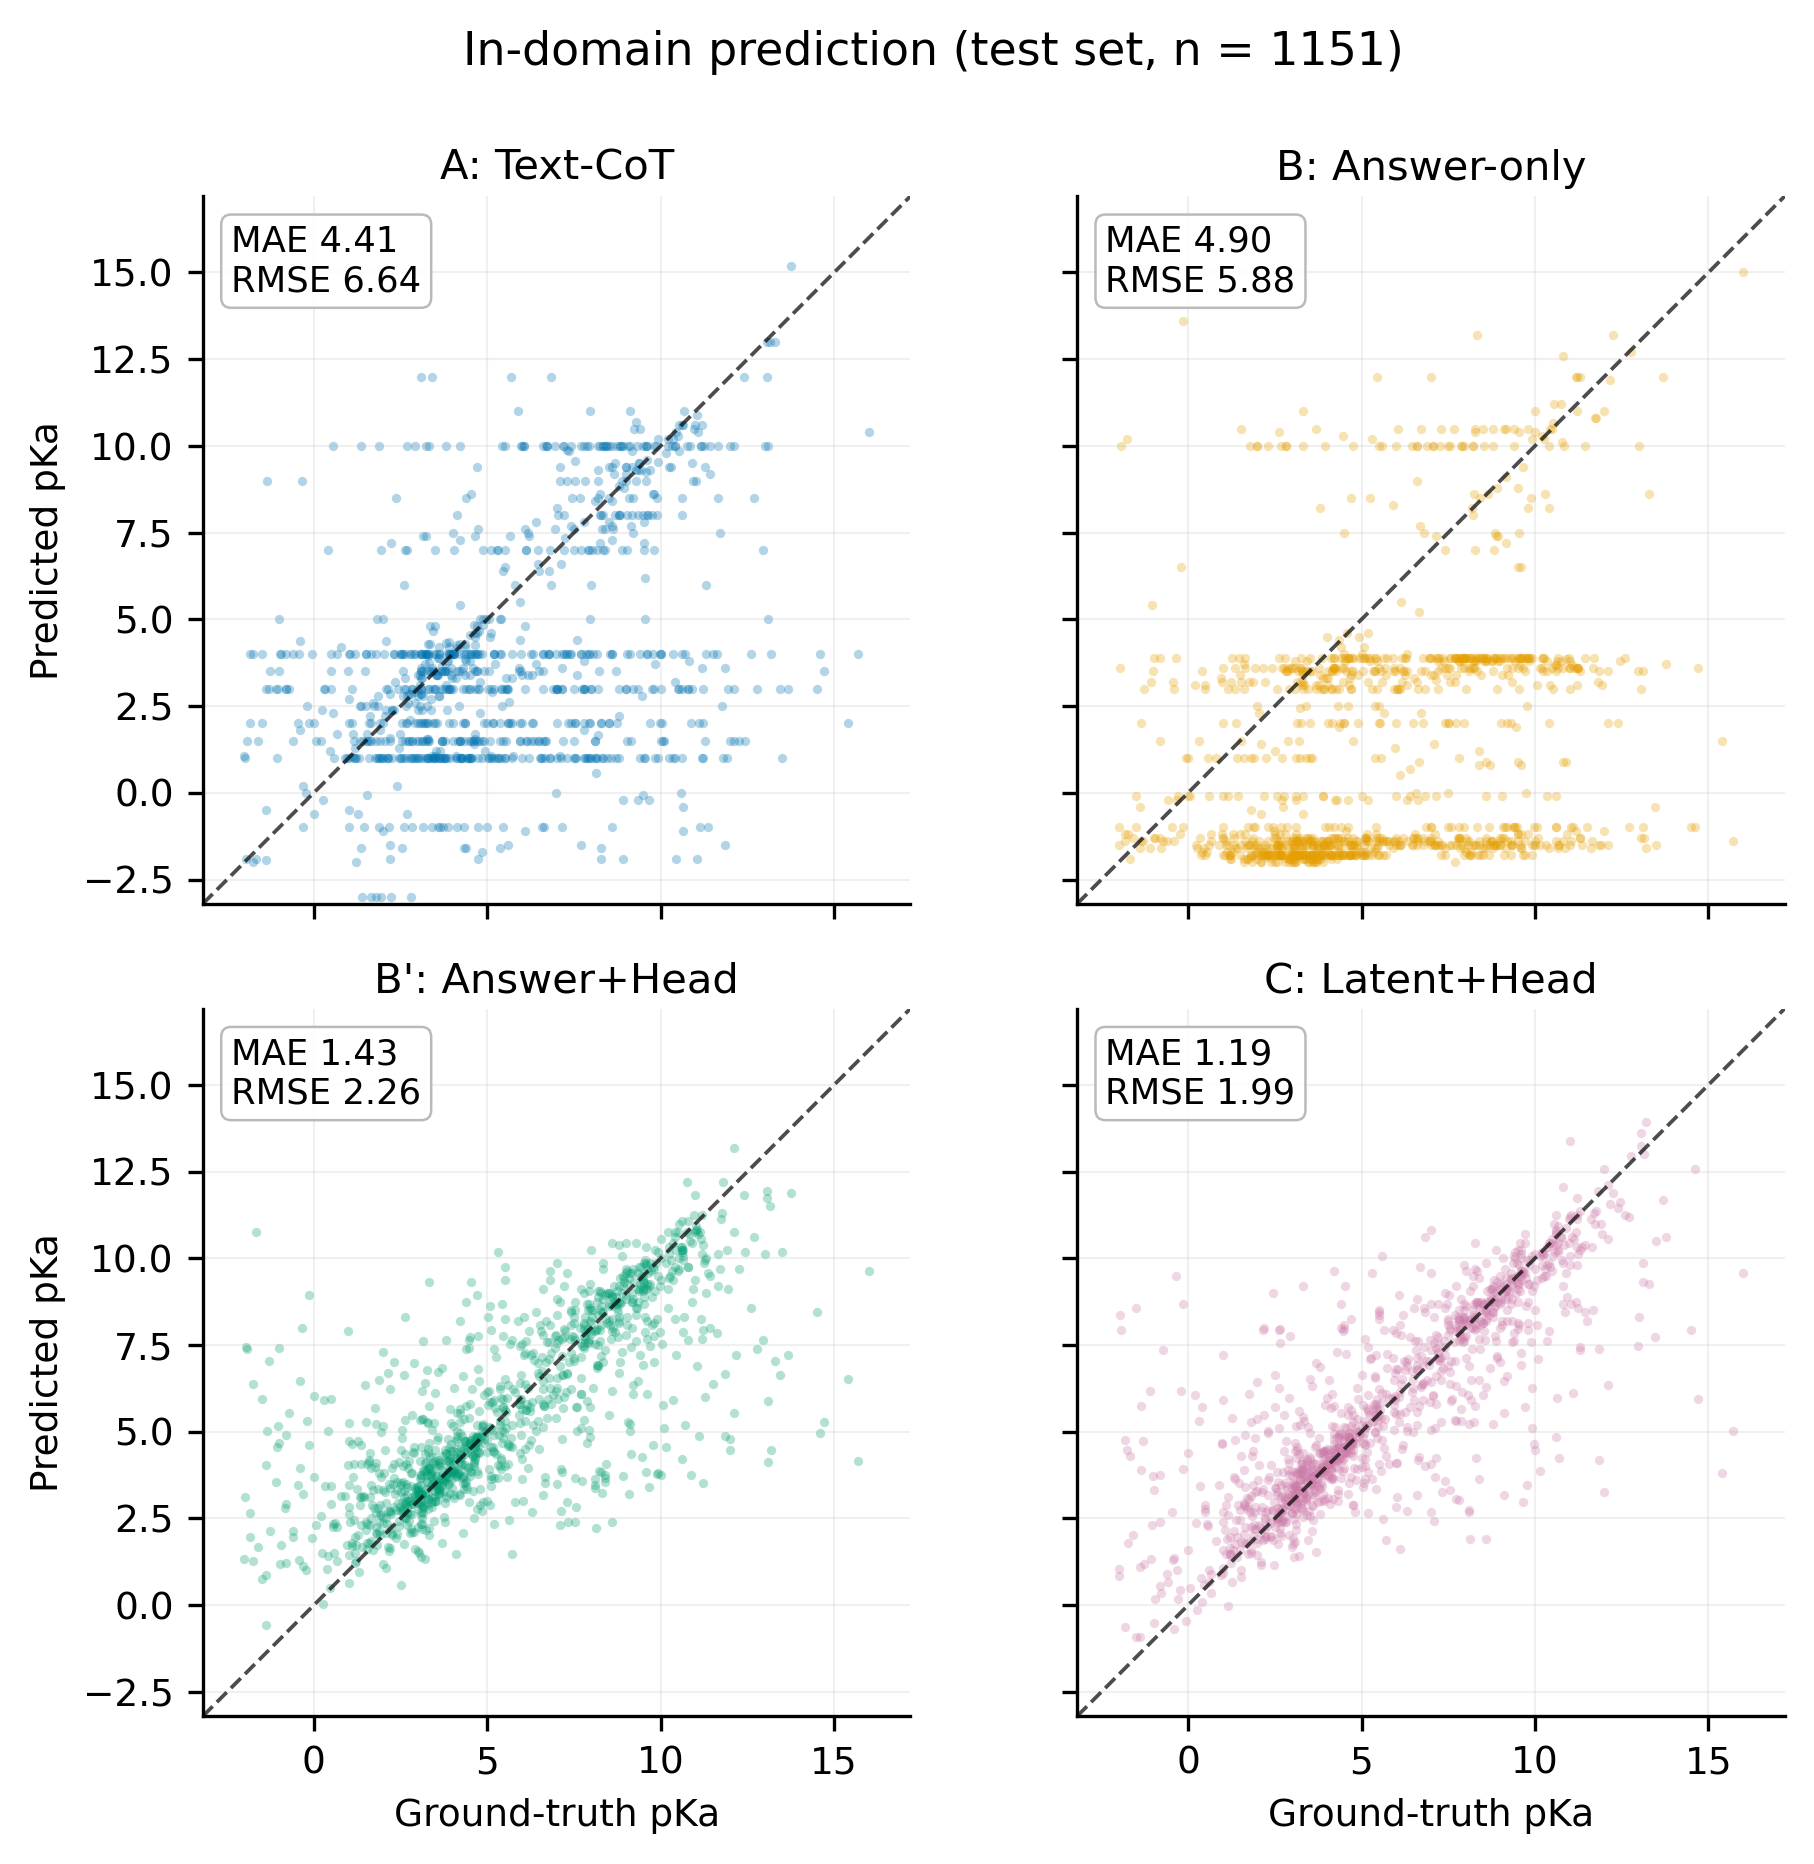 In-domain prediction (test set, n = 1151)
A: Text-CoT
MAE 4.41
RMSE 6.64
15.0
12.5
10.0
7.5
5.0
2.5
0.0
−2.5
Predicted pKa
B: Answer-only
MAE 4.90
RMSE 5.88
B': Answer+Head
MAE 1.43
RMSE 2.26
15.0
12.5
10.0
7.5
5.0
2.5
0.0
−2.5
Predicted pKa
0 5 10 15
Ground-truth pKa
C: Latent+Head
MAE 1.19
RMSE 1.99
0 5 10 15
Ground-truth pKa